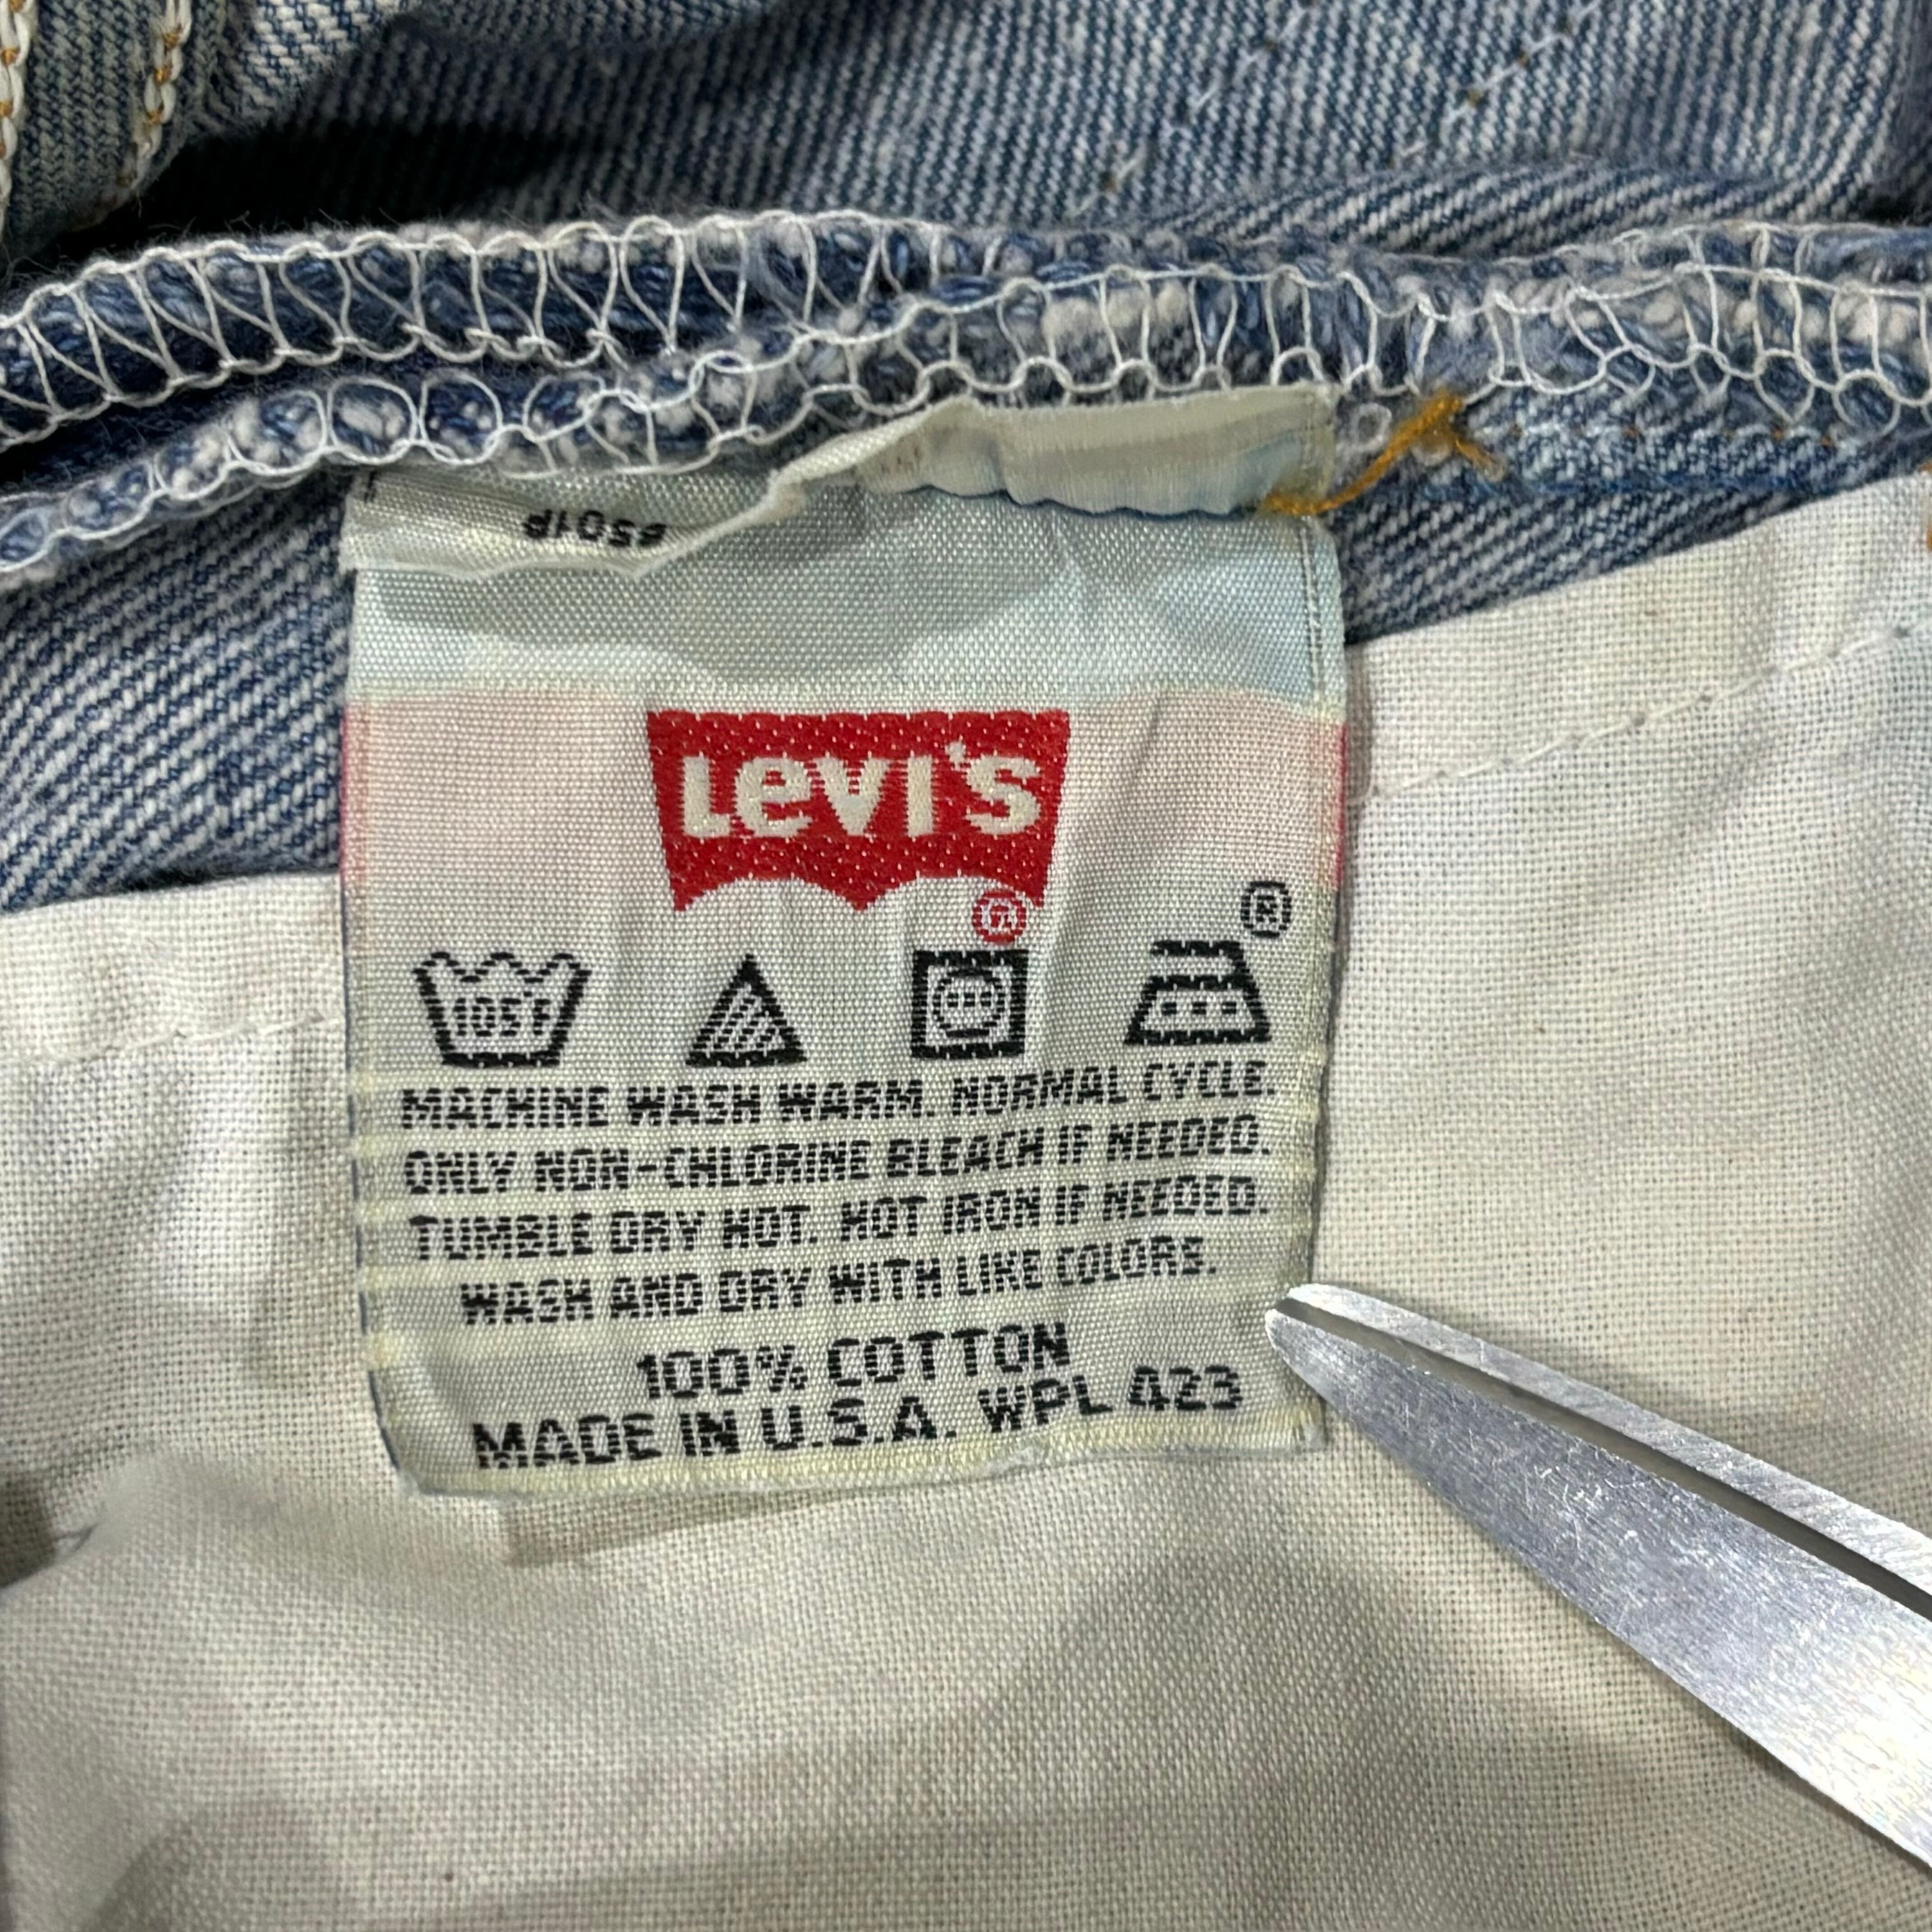 Levi's
®
®
105°F
MACHINE WASH WARM. NORMAL CYCLE.
ONLY NON-CHLORINE BLEACH IF NEEDED.
TUMBLE DRY HOT. HOT IRON IF NEEDED.
WASH AND DRY WITH LIKE COLORS.
100% COTTON
MADE IN U.S.A. WPL 423